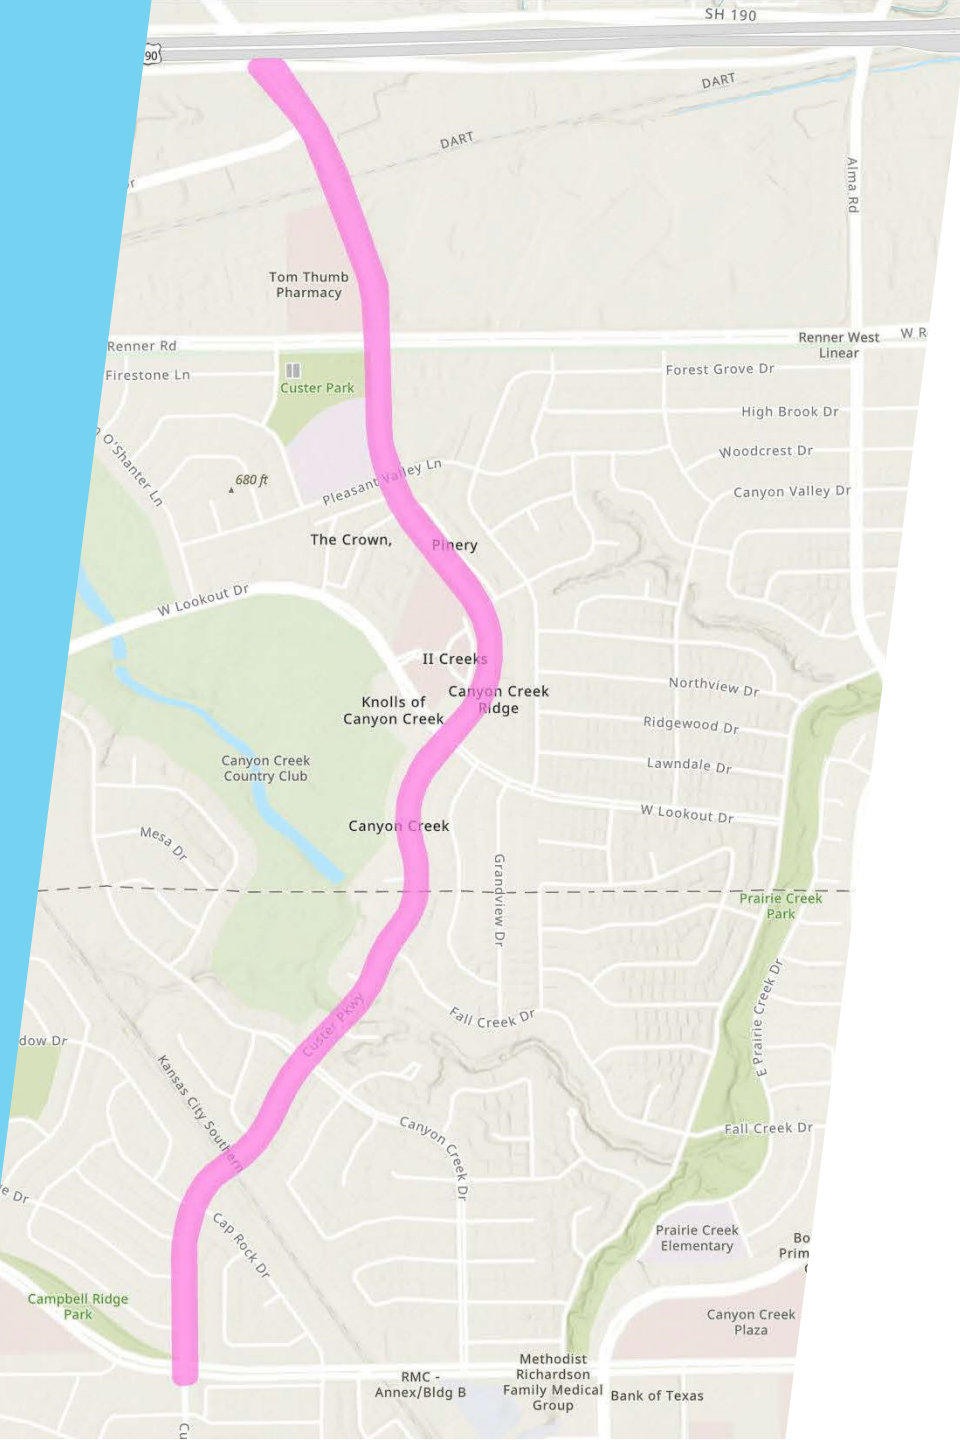 SH 190
90
DART
DART
Alma Rd
Tom Thumb
Pharmacy
Renner Rd
Renner West
Linear
W R
Firestone Ln
Forest Grove Dr
Custer Park
High Brook Dr
O'Shanter Ln
Woodcrest Dr
680 ft
Pleasant Valley Ln
Canyon Valley Dr
The Crown,
Pinery
W Lookout Dr
II Creeks
Canyon Creek
Ridge
Northview Dr
Knolls of
Canyon Creek
Ridgewood Dr
Canyon Creek
Country Club
Lawndale Dr
W Lookout Dr
Canyon Creek
Mesa Dr
Grandview Dr
Prairie Creek
Park
Custer Pkwy
Fall Creek Dr
E Prairie Creek Dr
dow Dr
Kansas City Southern
Canyon Creek Dr
Fall Creek Dr
e Dr
Cap Rock Dr
Prairie Creek
Elementary
Bo
Prim
Campbell Ridge
Park
Canyon Creek
Plaza
RMC -
Annex/Bldg B
Methodist
Richardson
Family Medical
Group
Bank of Texas
Cu